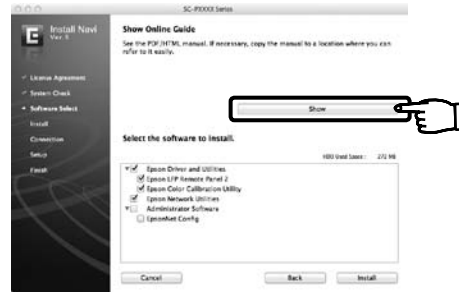 SC-PXXXX Series
Install Navi
Ver. X
Show Online Guide
See the PDF/HTML manual. If necessary, copy the manual to a location where you can
refer to it easily.
License Agreement
System Check
Software Select
Install
Connection
Setup
Finish
Show
Select the software to install.
HDD Used Space : 272 MB
Epson Driver and Utilities
Epson LFP Remote Panel 2
Epson Color Calibration Utility
Epson Network Utilities
Administrator Software
EpsonNet Config
Cancel
Back
Install